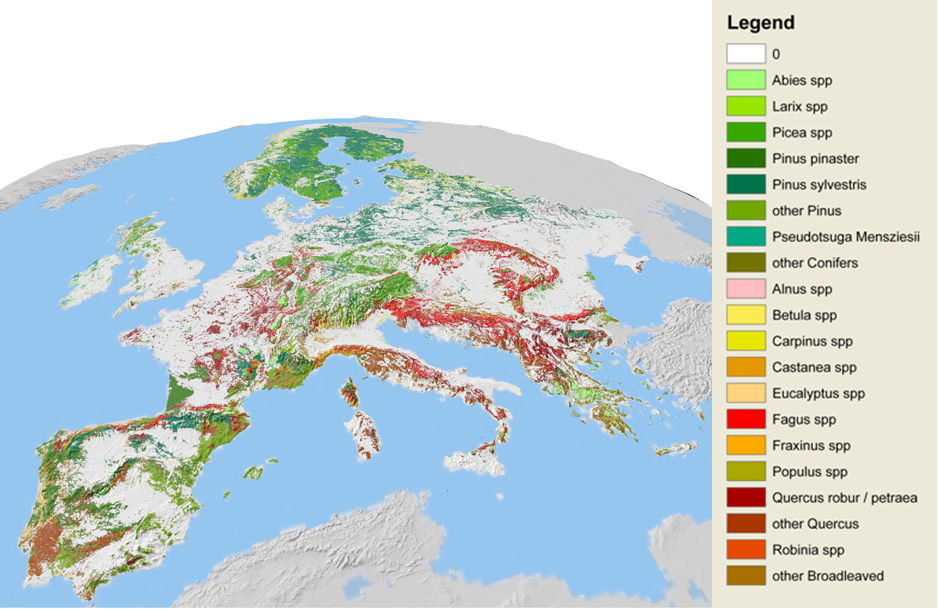 Legend
0
Abies spp
Larix spp
Picea spp
Pinus pinaster
Pinus sylvestris
other Pinus
Pseudotsuga Mensziesii
other Conifers
Alnus spp
Betula spp
Carpinus spp
Castanea spp
Eucalyptus spp
Fagus spp
Fraxinus spp
Populus spp
Quercus robur / petraea
other Quercus
Robinia spp
other Broadleaved